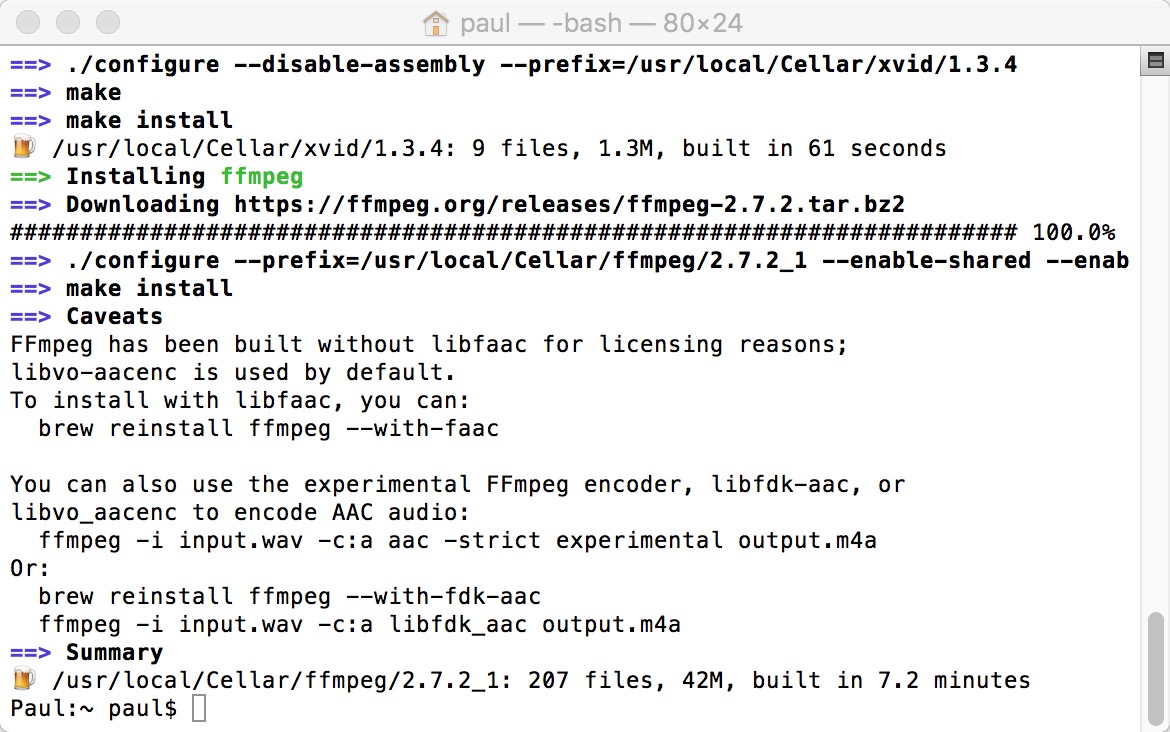 paul — -bash — 80×24
==> ./configure --disable-assembly --prefix=/usr/local/Cellar/xvid/1.3.4
==> make
==> make install
🍺 /usr/local/Cellar/xvid/1.3.4: 9 files, 1.3M, built in 61 seconds
==> Installing ffmpeg
==> Downloading https://ffmpeg.org/releases/ffmpeg-2.7.2.tar.bz2
######################################################################## 100.0%
==> ./configure --prefix=/usr/local/Cellar/ffmpeg/2.7.2_1 --enable-shared --enab
==> make install
==> Caveats
FFmpeg has been built without libfaac for licensing reasons;
libvo-aacenc is used by default.
To install with libfaac, you can:
  brew reinstall ffmpeg --with-faac

You can also use the experimental FFmpeg encoder, libfdk-aac, or
libvo_aacenc to encode AAC audio:
  ffmpeg -i input.wav -c:a aac -strict experimental output.m4a
Or:
  brew reinstall ffmpeg --with-fdk-aac
  ffmpeg -i input.wav -c:a libfdk_aac output.m4a
==> Summary
🍺 /usr/local/Cellar/ffmpeg/2.7.2_1: 207 files, 42M, built in 7.2 minutes
Paul:~ paul$